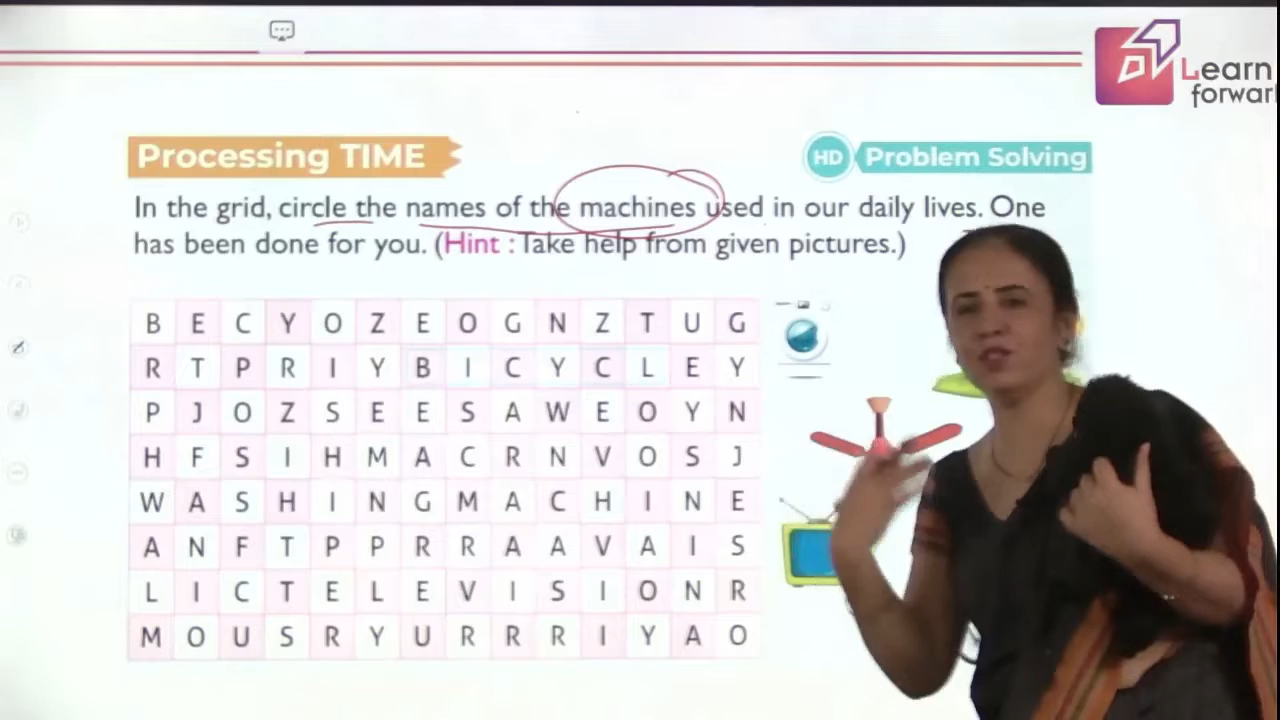 Learn
forwar
Processing TIME
HD Problem Solving
In the grid, circle the names of the machines used in our daily lives. One
has been done for you. (Hint : Take help from given pictures.)
B E C Y O Z E O G N Z T U G
R T P R I Y B I C Y C L E Y
P J O Z S E E S A W E O Y N
H F S I H M A C R N V O S J
W A S H I N G M A C H I N E
A N F T P P R R A A V A I S
L I C T E L E V I S I O N R
M O U S R Y U R R R I Y A O